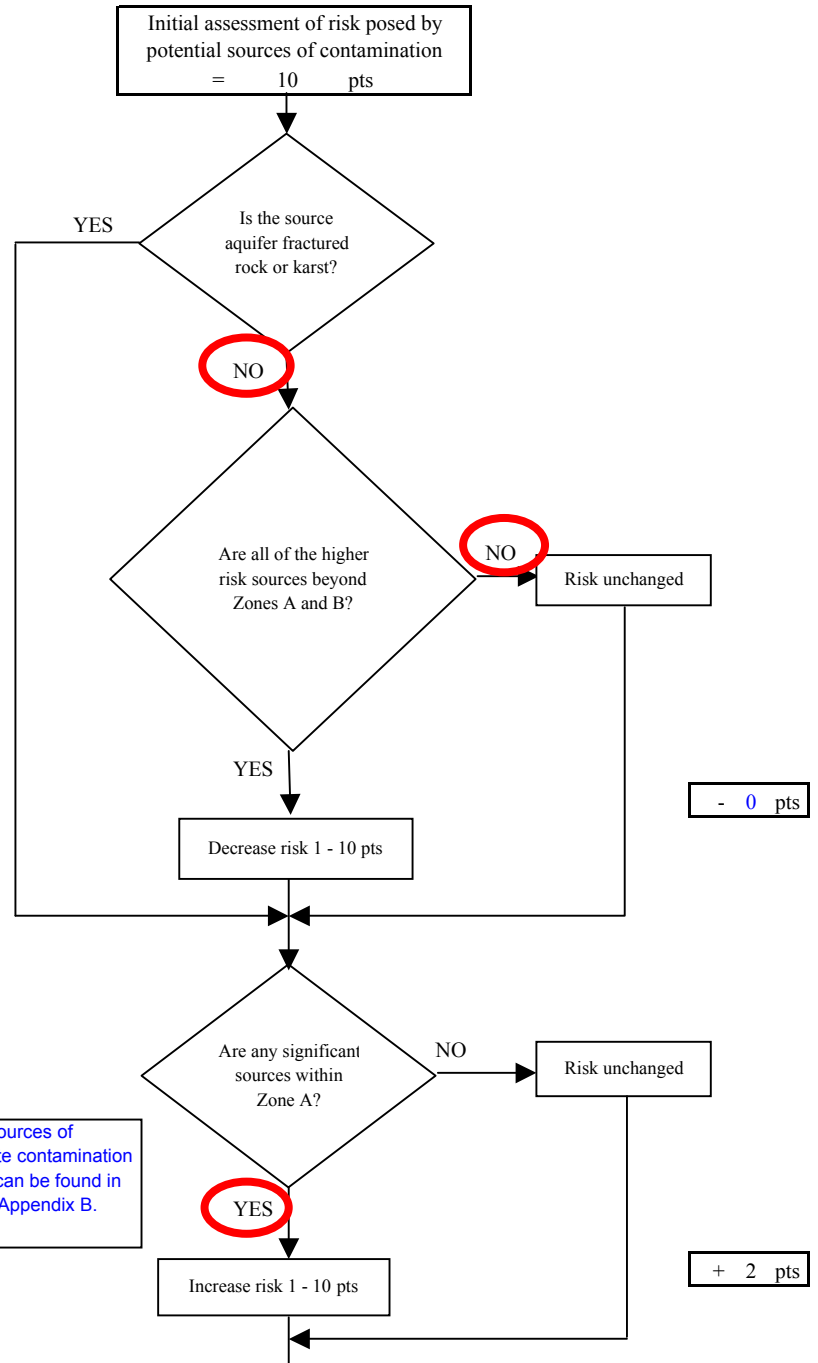 Initial assessment of risk posed by
potential sources of contamination
= 10 pts
YES
Is the source
aquifer fractured
rock or karst?
NO
Are all of the higher
risk sources beyond
Zones A and B?
NO
Risk unchanged
YES
- 0 pts
Decrease risk 1 - 10 pts
Are any significant
sources within
Zone A?
NO
Risk unchanged
ources of
te contamination
can be found in
Appendix B.
YES
Increase risk 1 - 10 pts
+ 2 pts